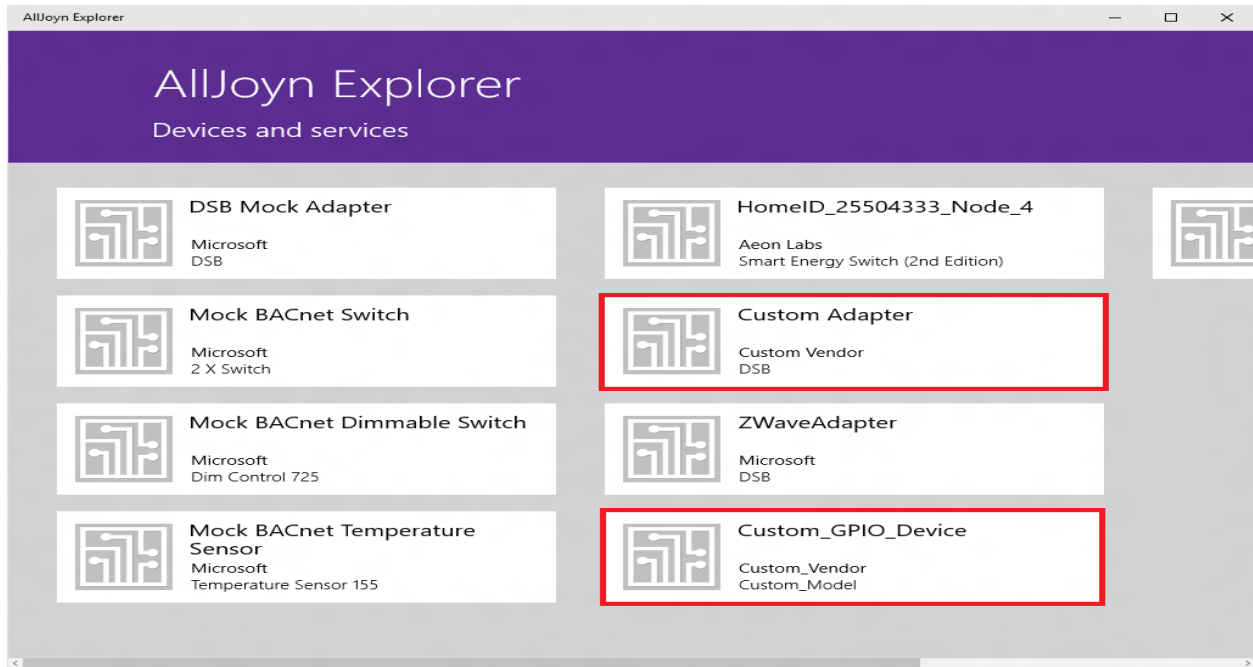 AllJoyn Explorer
AllJoyn Explorer
Devices and services
DSB Mock Adapter
Microsoft
DSB
Mock BACnet Switch
Microsoft
2 X Switch
Mock BACnet Dimmable Switch
Microsoft
Dim Control 725
Mock BACnet Temperature
Sensor
Microsoft
Temperature Sensor 155
HomeID_25504333_Node_4
Aeon Labs
Smart Energy Switch (2nd Edition)
Custom Adapter
Custom Vendor
DSB
ZWaveAdapter
Microsoft
DSB
Custom_GPIO_Device
Custom_Vendor
Custom_Model